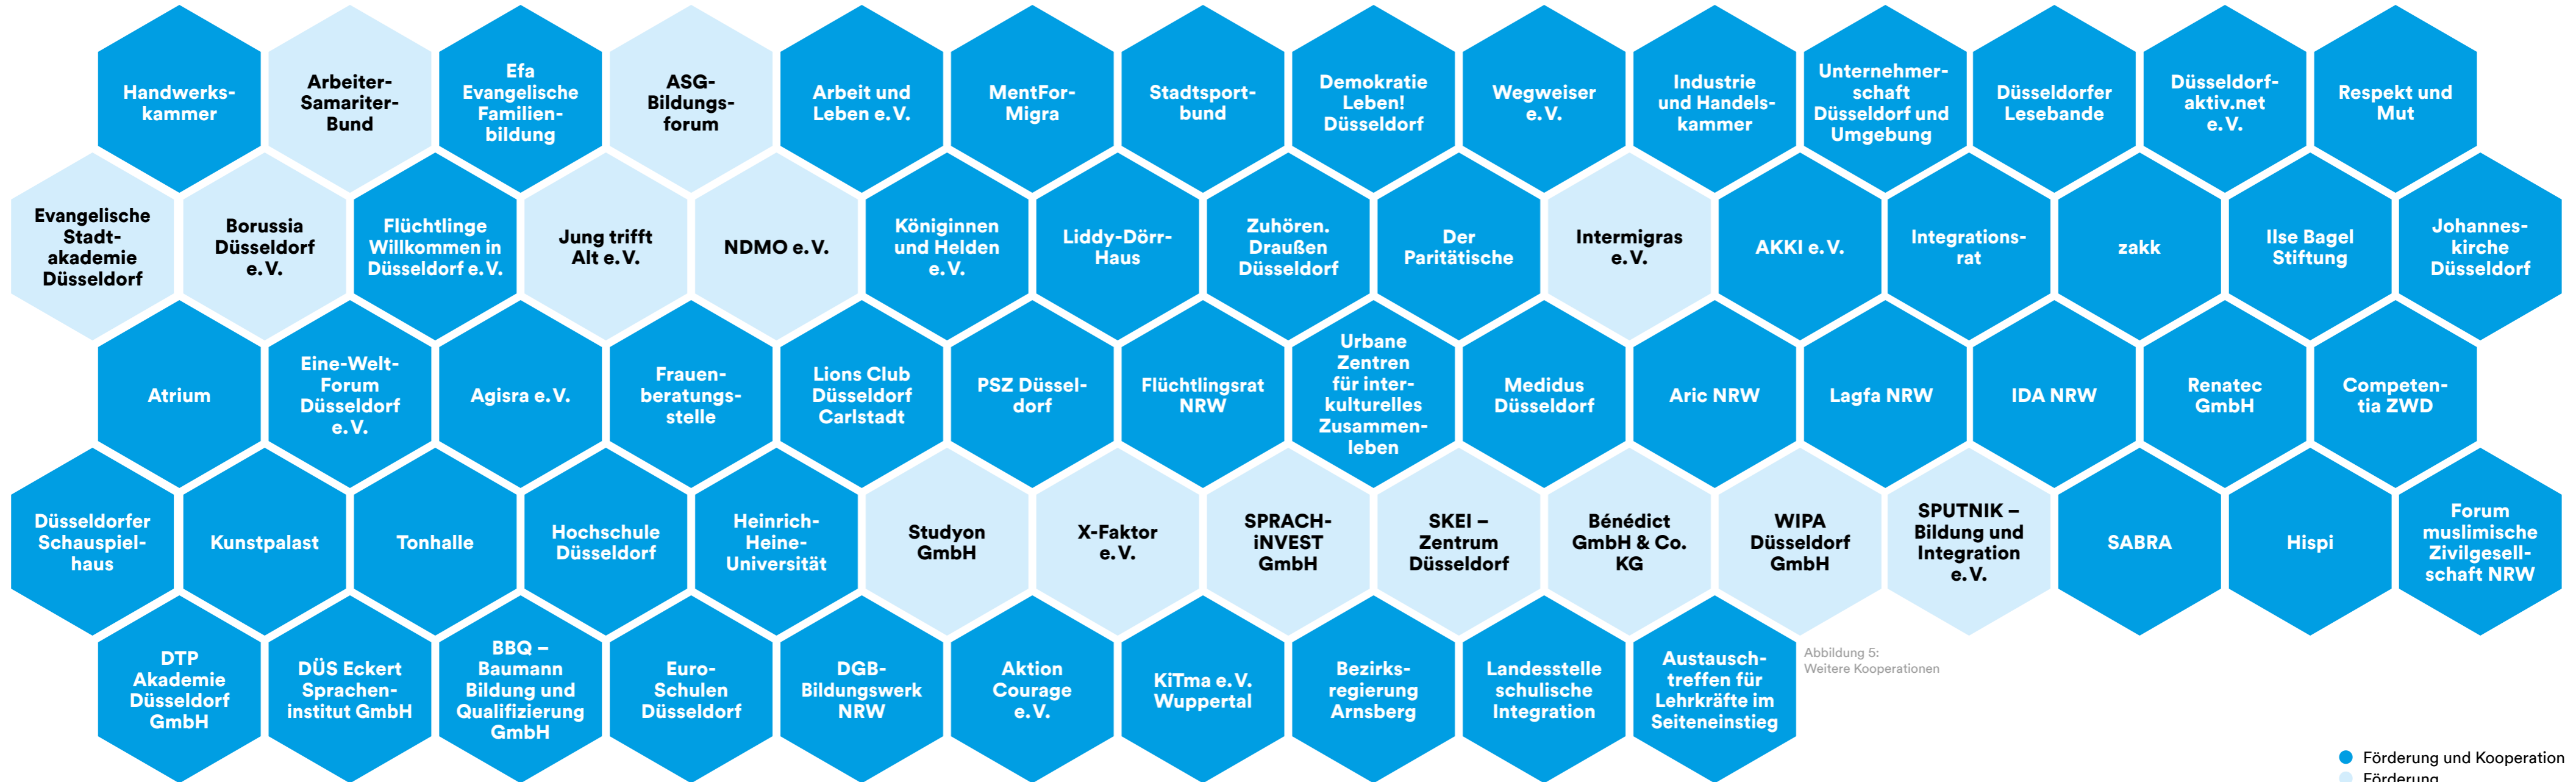 Handwerks-
kammer
Arbeiter-
Samariter-
Bund
Efa
Evangelische
Familien-
bildung
ASG-
Bildungs-
forum
Arbeit und
Leben e.V.
MentFor-
Migra
Stadtsport-
bund
Demokratie
Leben!
Düsseldorf
Wegweiser
e.V.
Industrie
und Handels-
kammer
Unternehmer-
schaft
Düsseldorf und
Umgebung
Düsseldorfer
Lesebande
Düsseldorf-
aktiv.net
e.V.
Respekt und
Mut
Evangelische
Stadt-
akademie
Düsseldorf
Borussia
Düsseldorf
e.V.
Flüchtlinge
Willkommen in
Düsseldorf e.V.
Jung trifft
Alt e.V.
NDMO e.V.
Königinnen
und Helden
e.V.
Liddy-Dörr-
Haus
Zuhören.
Draußen
Düsseldorf
Der
Paritätische
Intermigras
e.V.
AKKI e.V.
Integrations-
rat
zakk
Ilse Bagel
Stiftung
Johannes-
kirche
Düsseldorf
Atrium
Eine-Welt-
Forum
Düsseldorf
e.V.
Agisra e.V.
Frauen-
beratungs-
stelle
Lions Club
Düsseldorf
Carlstadt
PSZ Düssel-
dorf
Flüchtlingsrat
NRW
Urbane
Zentren
für inter-
kulturelles
Zusammen-
leben
Medidus
Düsseldorf
Aric NRW
Lagfa NRW
IDA NRW
Renatec
GmbH
Competen-
tia ZWD
Düsseldorfer
Schauspiel-
haus
Kunstpalast
Tonhalle
Hochschule
Düsseldorf
Heinrich-
Heine-
Universität
Studyon
GmbH
X-Faktor
e.V.
SPRACH-
iNVEST
GmbH
SKEI –
Zentrum
Düsseldorf
Bénédict
GmbH & Co.
KG
WIPA
Düsseldorf
GmbH
SPUTNIK –
Bildung und
Integration
e.V.
SABRA
Hispi
Forum
muslimische
Zivilgesell-
schaft NRW
DTP
Akademie
Düsseldorf
GmbH
DÜS Eckert
Sprachen-
institut GmbH
BBQ –
Baumann
Bildung und
Qualifizierung
GmbH
Euro-
Schulen
Düsseldorf
DGB-
Bildungswerk
NRW
Aktion
Courage
e.V.
KiTma e.V.
Wuppertal
Bezirks-
regierung
Arnsberg
Landesstelle
schulische
Integration
Austausch-
treffen für
Lehrkräfte im
Seiteneinstieg
Abbildung 5:
Weitere Kooperationen
Förderung und Kooperation
Förderung